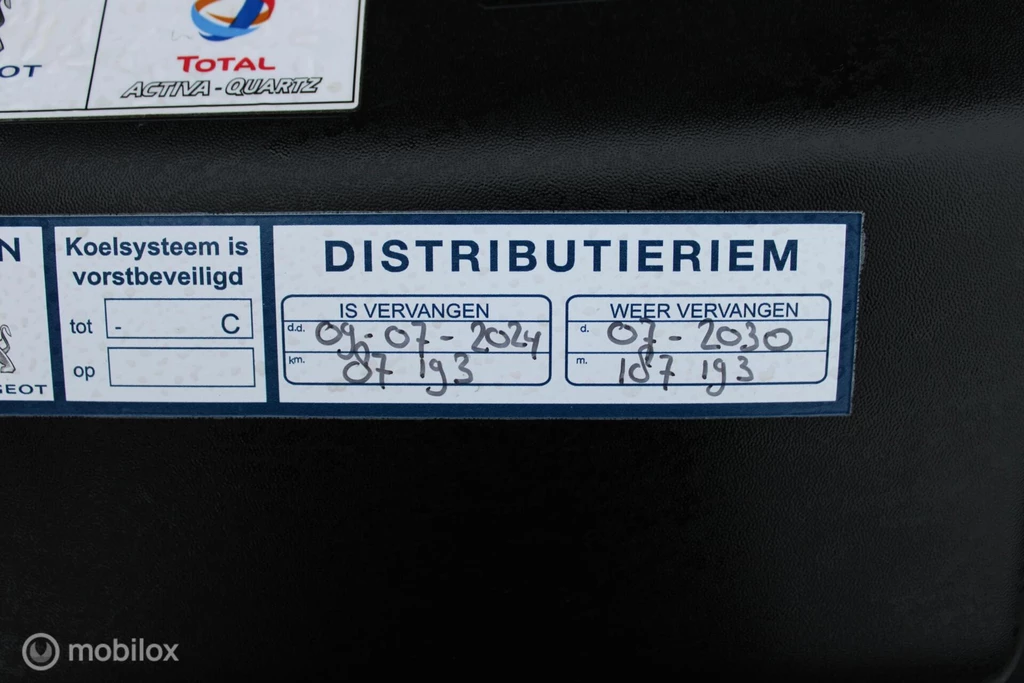 OT
TOTAL
ACTIVA - QUARTZ
N
Koelsysteem is
vorstbeveiligd
tot - C
op
GEOT
DISTRIBUTIERIEM
IS VERVANGEN
d.d. 09-07-2024
km. 87 193
WEER VERVANGEN
d. 07-2030
m. 187 193
mobilox